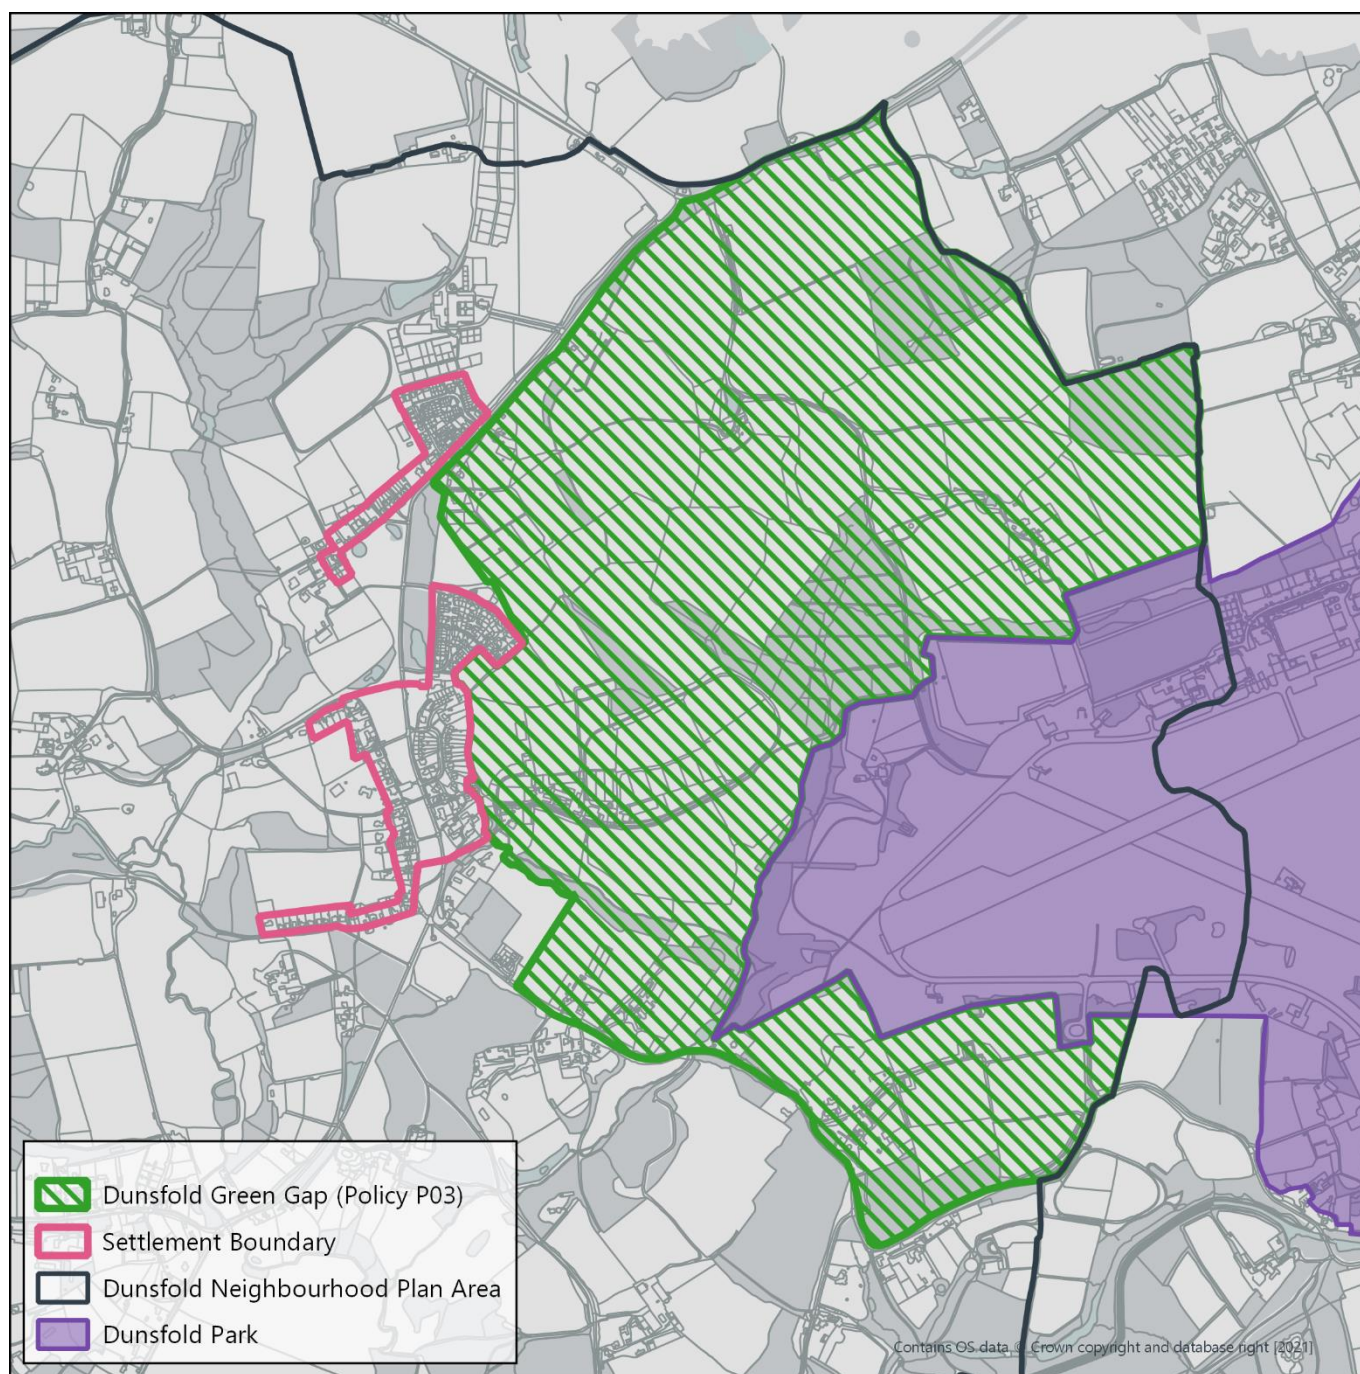 Dunsfold Green Gap (Policy P03)
Settlement Boundary
Dunsfold Neighbourhood Plan Area
Dunsfold Park
Contains OS data © Crown copyright and database right [2021]